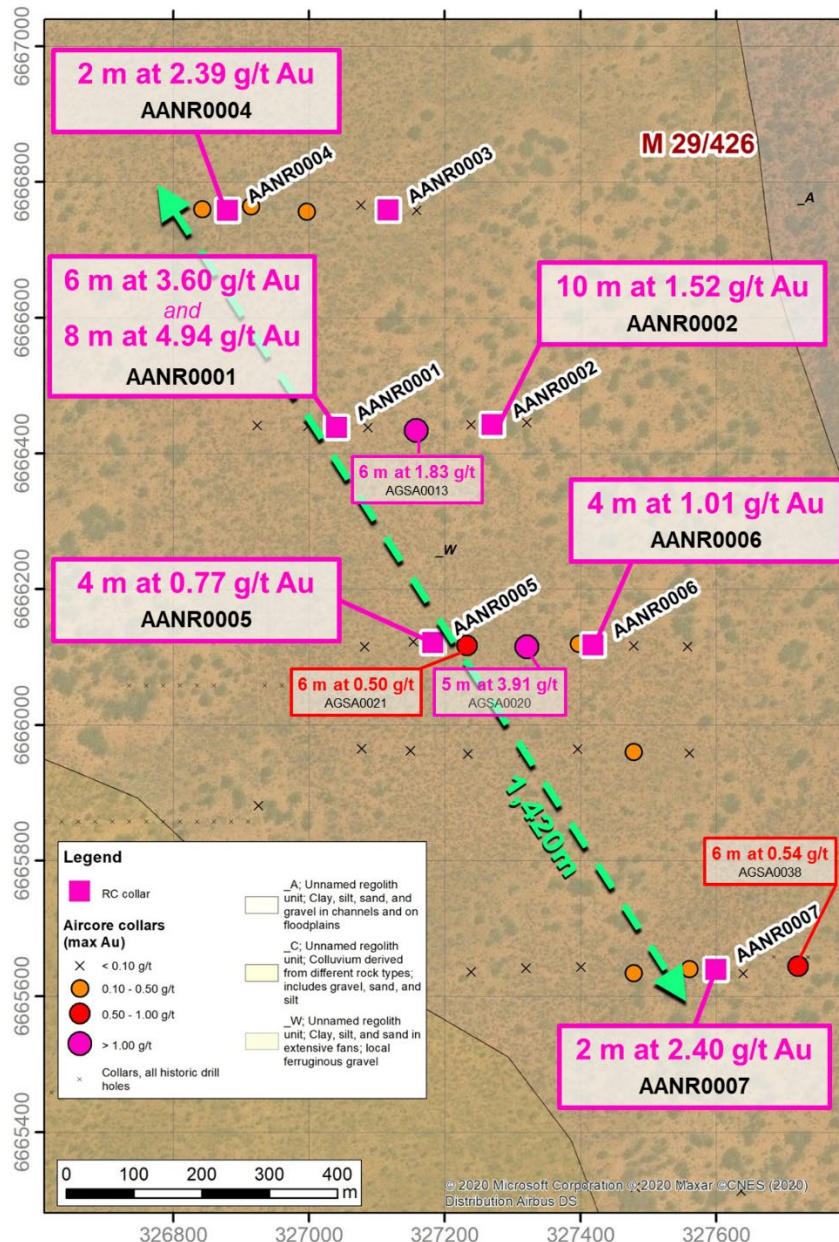 6667000
2 m at 2.39 g/t Au
AANR0004
M 29/426
AANR0004
AANR0003
6666800
_A
6 m at 3.60 g/t Au
and
8 m at 4.94 g/t Au
AANR0001
10 m at 1.52 g/t Au
AANR0002
6666600
AANR0001
AANR0002
6666400
6 m at 1.83 g/t
AGSA0013
4 m at 1.01 g/t Au
AANR0006
_W
4 m at 0.77 g/t Au
AANR0005
6666200
AANR0005
AANR0006
6 m at 0.50 g/t
AGSA0021
5 m at 3.91 g/t
AGSA0020
6666000
1,420m
6 m at 0.54 g/t
AGSA0038
6665800
AANR0007
2 m at 2.40 g/t Au
AANR0007
6665600
Legend
RC collar
Aircore collars
(max Au)
< 0.10 g/t
0.10 - 0.50 g/t
0.50 - 1.00 g/t
> 1.00 g/t
Collars, all historic drill
holes
_A; Unnamed regolith
unit; Clay, silt, sand, and
gravel in channels and on
floodplains
_C; Unnamed regolith
unit; Colluvium derived
from different rock types;
includes gravel, sand, and
silt
_W; Unnamed regolith
unit; Clay, silt, and sand in
extensive fans; local
ferruginous gravel
6665400
0 100 200 300 400
m
© 2020 Microsoft Corporation © 2020 Maxar ©CNES (2020)
Distribution Airbus DS
326800 327000 327200 327400 327600